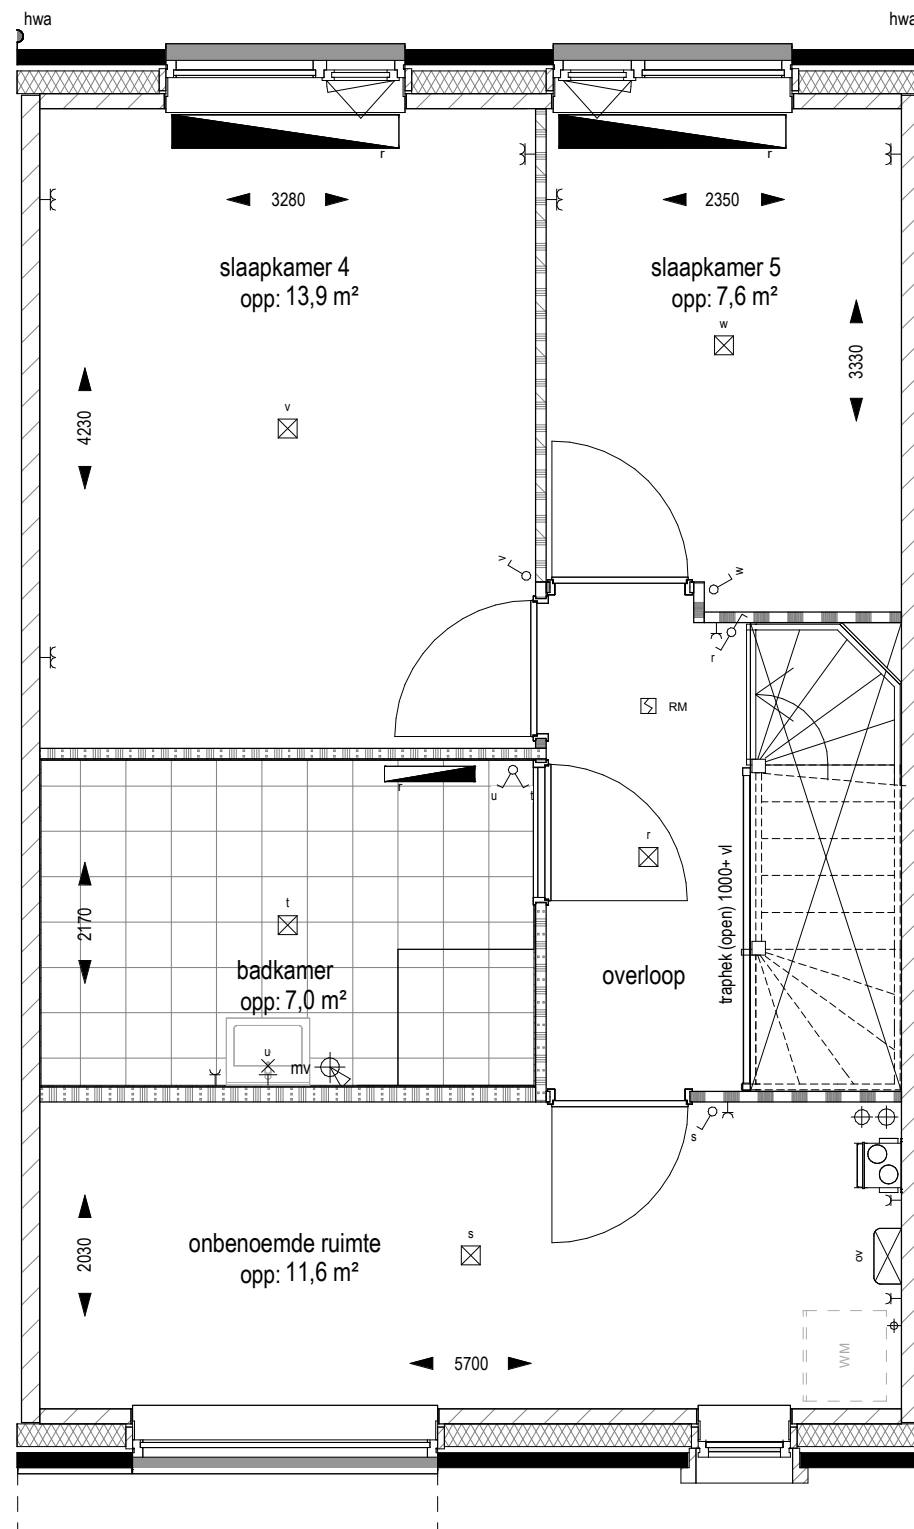 hwa
hwa
r
r
3280
2350
slaapkamer 4
opp: 13,9 m²
slaapkamer 5
opp: 7,6 m²
w
3330
v
4230
v
w
r
RM
r
u
t
r
traphek (open) 1000+ vl
t
2170
badkamer
opp: 7,0 m²
overloop
u
mv
s
onbenoemde ruimte
opp: 11,6 m²
s
2030
ov
WM
5700